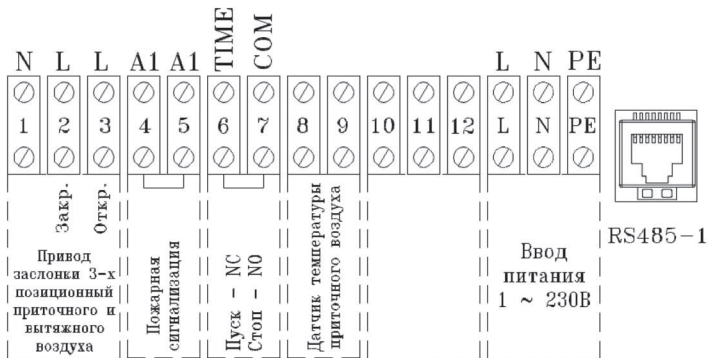 N L L A1 A1 TIME COM L N PE
1 2 3 4 5 6 7 8 9 10 11 12 L N PE
Закр.
Откр.
Привод
заслонки 3-х
позиционный
приточного и
вытяжного
воздуха
Пожарная
сигнализация
Пуск - NC
Стоп - NO
Датчик температуры
приточного воздуха
Ввод
питания
1 ~ 230В
RS485-1